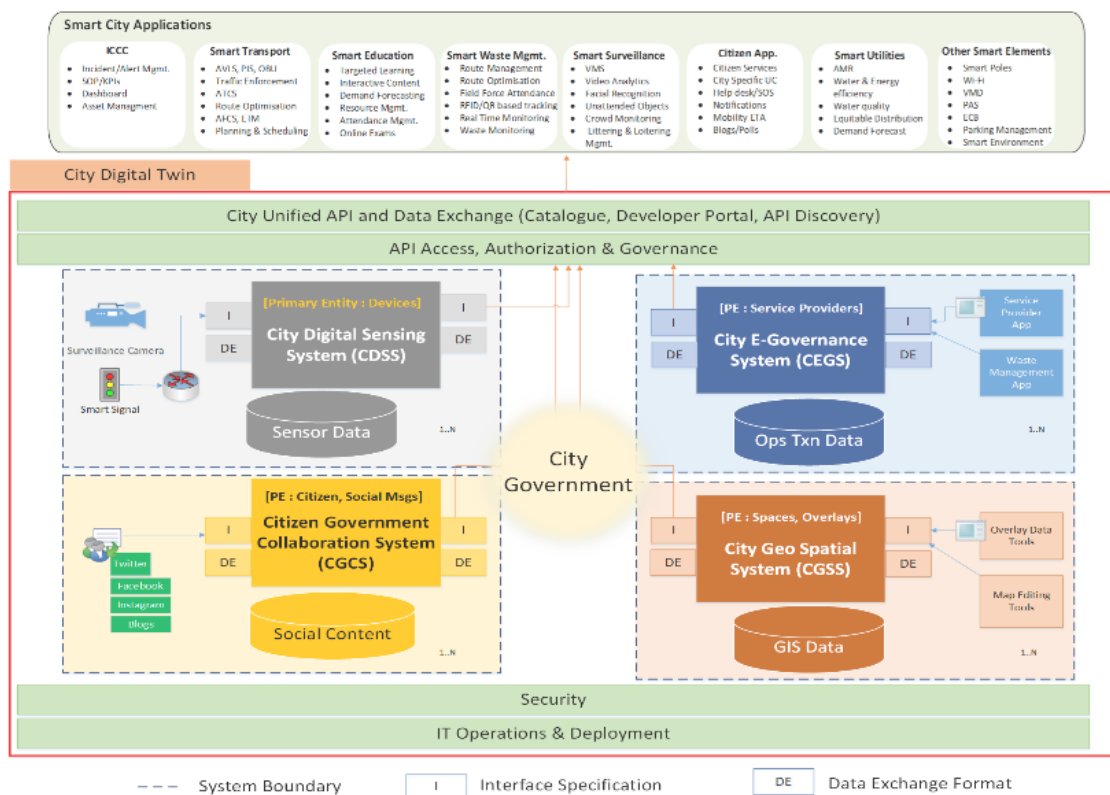 Smart City Applications
ICCC
• Incident/Alert Mgmt.
• SOP/KPIs
• Dashboard
• Asset Managment
Smart Transport
• AVLS, PIS, OBU
• Traffic Enforcement
• ATCS
• Route Optimisation
• AFCS, ETM
• Planning & Scheduling
Smart Education
• Targeted Learning
• Interactive Content
• Demand Forecasting
• Resource Mgmt.
• Attendance Mgmt.
• Online Exams
Smart Waste Mgmt.
• Route Management
• Route Optimisation
• Field Force Attendance
• RFID/QR based tracking
• Real Time Monitoring
• Waste Monitoring
Smart Surveillance
• VMS
• Video Analytics
• Facial Recognition
• Unattended Objects
• Crowd Monitoring
• Littering & Loitering
Mgmt.
Citizen App.
• Citizen Services
• City Specific UC
• Help desk/SOS
• Notifications
• Mobility ETA
• Blogs/Polls
Smart Utilities
• AMR
• Water & Energy
efficiency
• Water quality
• Equitable Distribution
• Demand Forecast
Other Smart Elements
• Smart Poles
• Wi-Fi
• VMD
• PAS
• ECB
• Parking Management
• Smart Environment
City Digital Twin
City Unified API and Data Exchange (Catalogue, Developer Portal, API Discovery)
API Access, Authorization & Governance
Surveillance Camera
Smart Signal
I
DE
[Primary Entity : Devices]
City Digital Sensing
System (CDSS)
I
DE
Sensor Data
1..N
I
DE
[PE : Service Providers]
City E-Governance
System (CEGS)
I
DE
Service
Provider
App
Waste
Management
App
Ops Txn Data
1..N
City
Government
Twitter
Facebook
Instagram
Blogs
I
DE
[PE : Citizen, Social Msgs]
Citizen Government
Collaboration System
(CGCS)
I
DE
Social Content
1..N
I
DE
[PE : Spaces, Overlays]
City Geo Spatial
System (CGSS)
I
DE
Overlay Data
Tools
Map Editing
Tools
GIS Data
1..N
Security
IT Operations & Deployment
System Boundary
I
Interface Specification
DE
Data Exchange Format